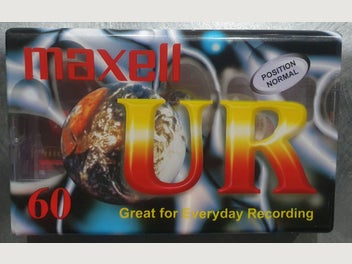 maxell
POSITION
NORMAL
UR
60
Great for Everyday Recording